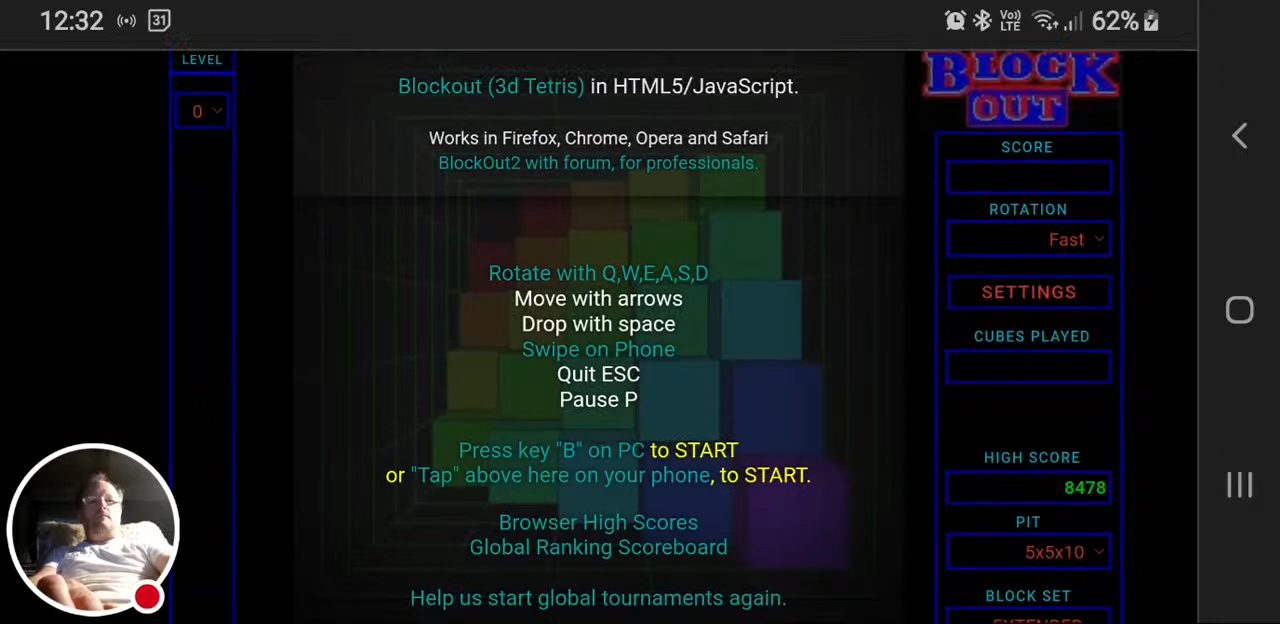 12:32 31 Vo)) LTE 62%
LEVEL
0
Blockout (3d Tetris) in HTML5/JavaScript.
Works in Firefox, Chrome, Opera and Safari
BlockOut2 with forum, for professionals.
Rotate with Q,W,E,A,S,D
Move with arrows
Drop with space
Swipe on Phone
Quit ESC
Pause P
Press key "B" on PC to START
or "Tap" above here on your phone, to START.
Browser High Scores
Global Ranking Scoreboard
Help us start global tournaments again.
BLOCK
OUT
SCORE
ROTATION
Fast
SETTINGS
CUBES PLAYED
HIGH SCORE
8478
PIT
5x5x10
BLOCK SET
EXTENDED